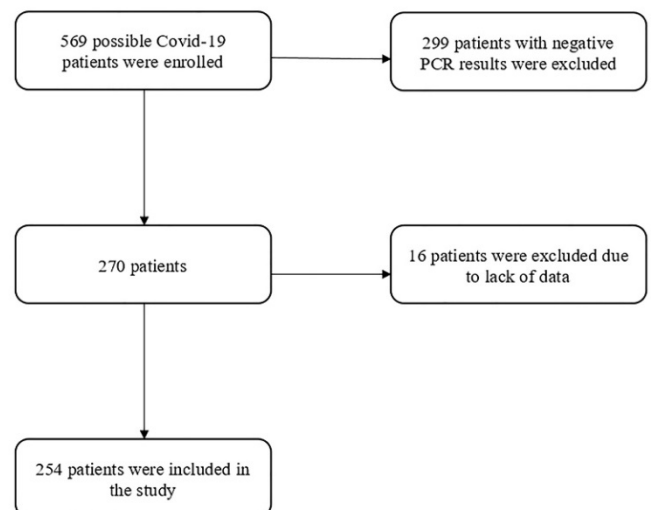 569 possible Covid-19
patients were enrolled
299 patients with negative
PCR results were excluded
270 patients
16 patients were excluded due
to lack of data
254 patients were included in
the study